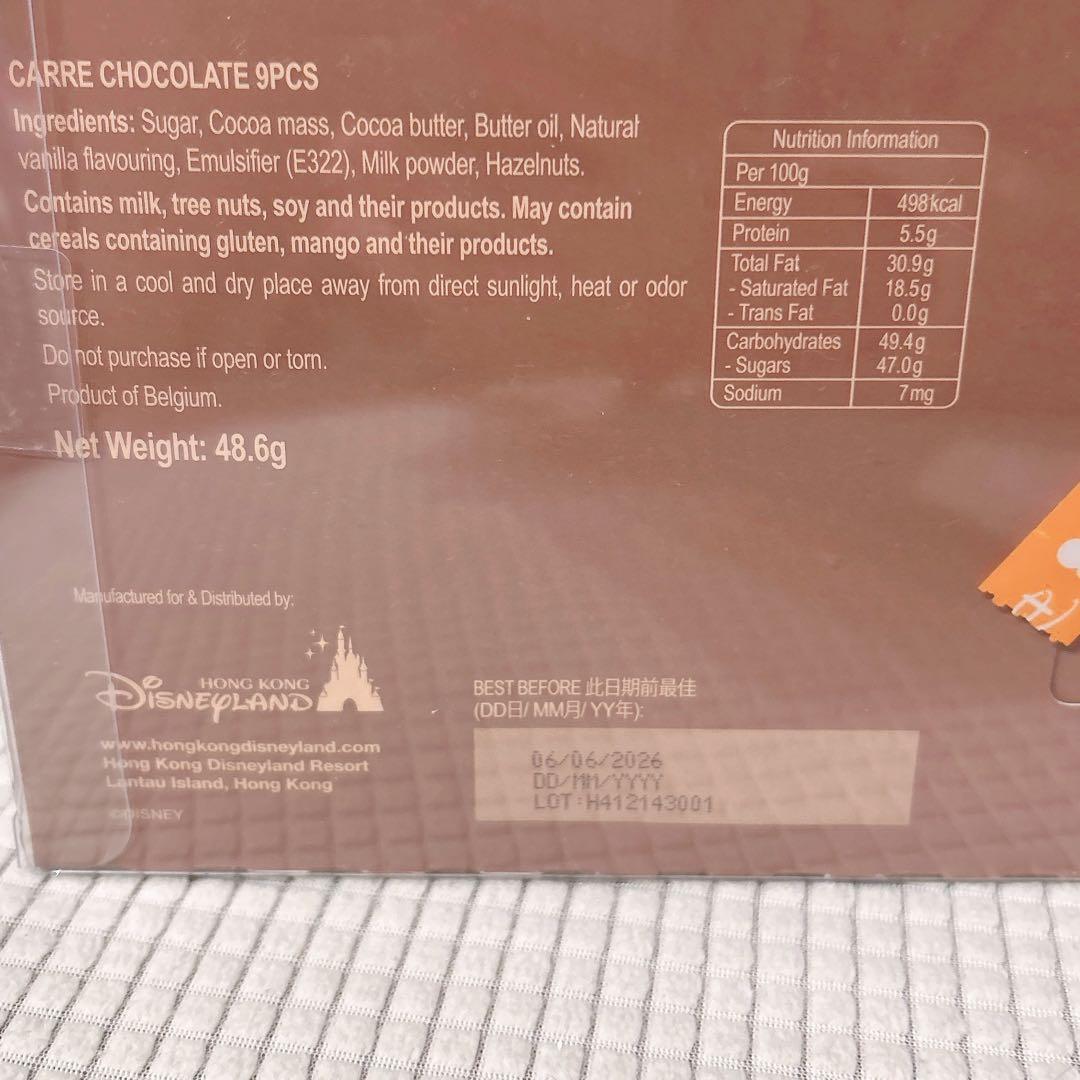 CARRE CHOCOLATE 9PCS
Ingredients: Sugar, Cocoa mass, Cocoa butter, Butter oil, Natural
vanilla flavouring, Emulsifier (E322), Milk powder, Hazelnuts.
Contains milk, tree nuts, soy and their products. May contain
cereals containing gluten, mango and their products.
Store in a cool and dry place away from direct sunlight, heat or odor
source.
Do not purchase if open or torn.
Product of Belgium.
Net Weight: 48.6g
Nutrition Information
Per 100g
Energy 498kcal
Protein 5.5g
Total Fat 30.9g
- Saturated Fat 18.5g
- Trans Fat 0.0g
Carbohydrates 49.4g
- Sugars 47.0g
Sodium 7mg
Manufactured for & Distributed by:
HONG KONG
DISNEYLAND
www.hongkongdisneyland.com
Hong Kong Disneyland Resort
Lantau Island, Hong Kong
©DISNEY
BEST BEFORE 此日期前最佳
(DD日/ MM月/ YY年):
06/06/2026
DD/MM/YYYY
LOT:H412143001